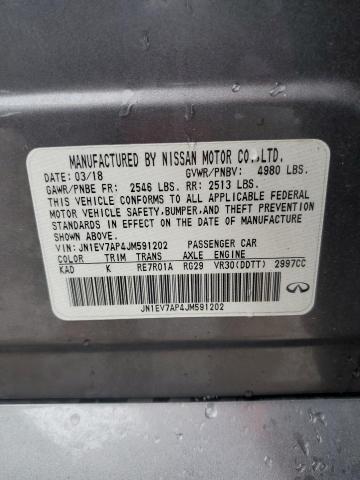 MANUFACTURED BY NISSAN MOTOR CO.,LTD.
DATE: 03/18 GVWR/PNBV: 4980 LBS.
GAWR/PNBE FR: 2546 LBS. RR: 2513 LBS.
THIS VEHICLE CONFORMS TO ALL APPLICABLE FEDERAL
MOTOR VEHICLE SAFETY, BUMPER, AND THEFT PREVENTION
STANDARDS IN EFFECT ON THE DATE OF MANUFACTURE
SHOWN ABOVE.
VIN: JN1EV7AP4JM591202 PASSENGER CAR
COLOR TRIM TRANS AXLE ENGINE
KAD K RE7R01A RG29 VR30(DDTT) 2997CC
JN1EV7AP4JM591202